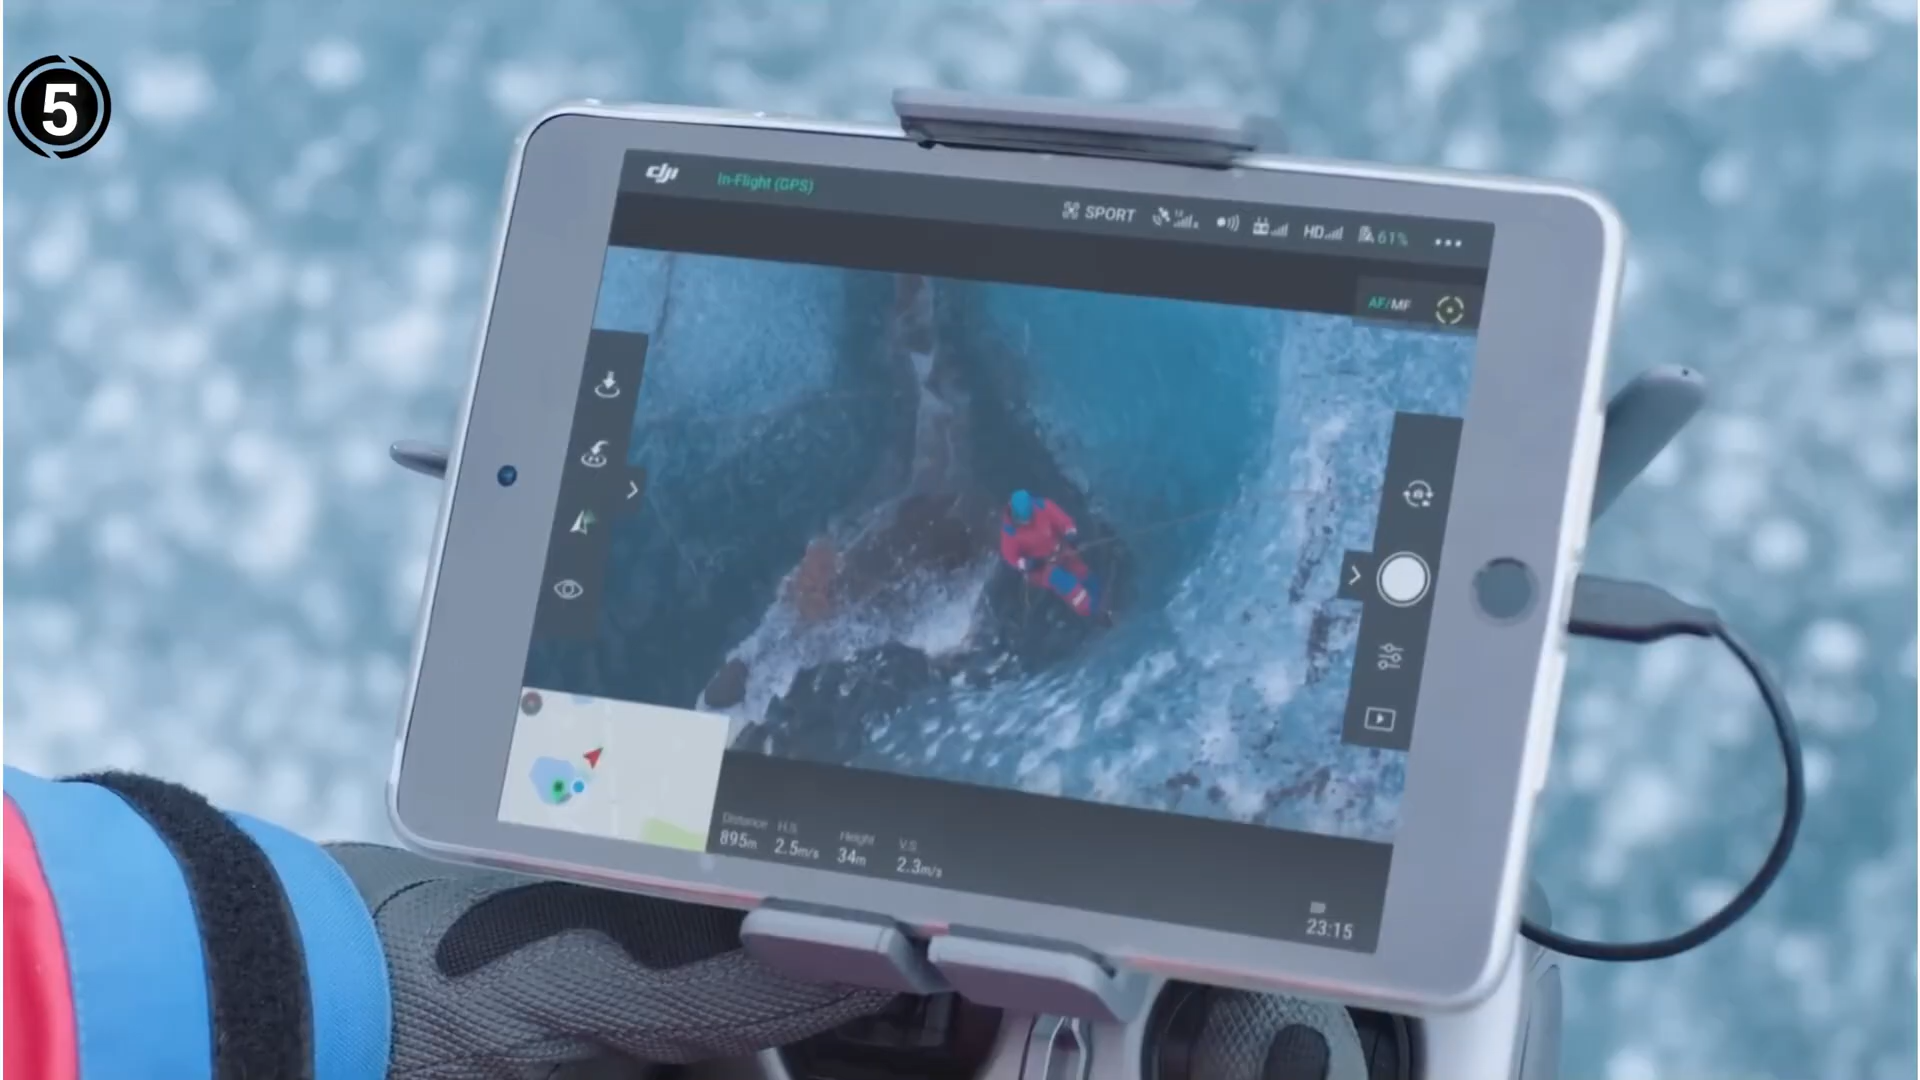 5
dji
In-Flight (GPS)
SPORT
HD
61%
AF/MF
Distance H.S Height V.S
895m 2.5m/s 34m 2.3m/s
23:15